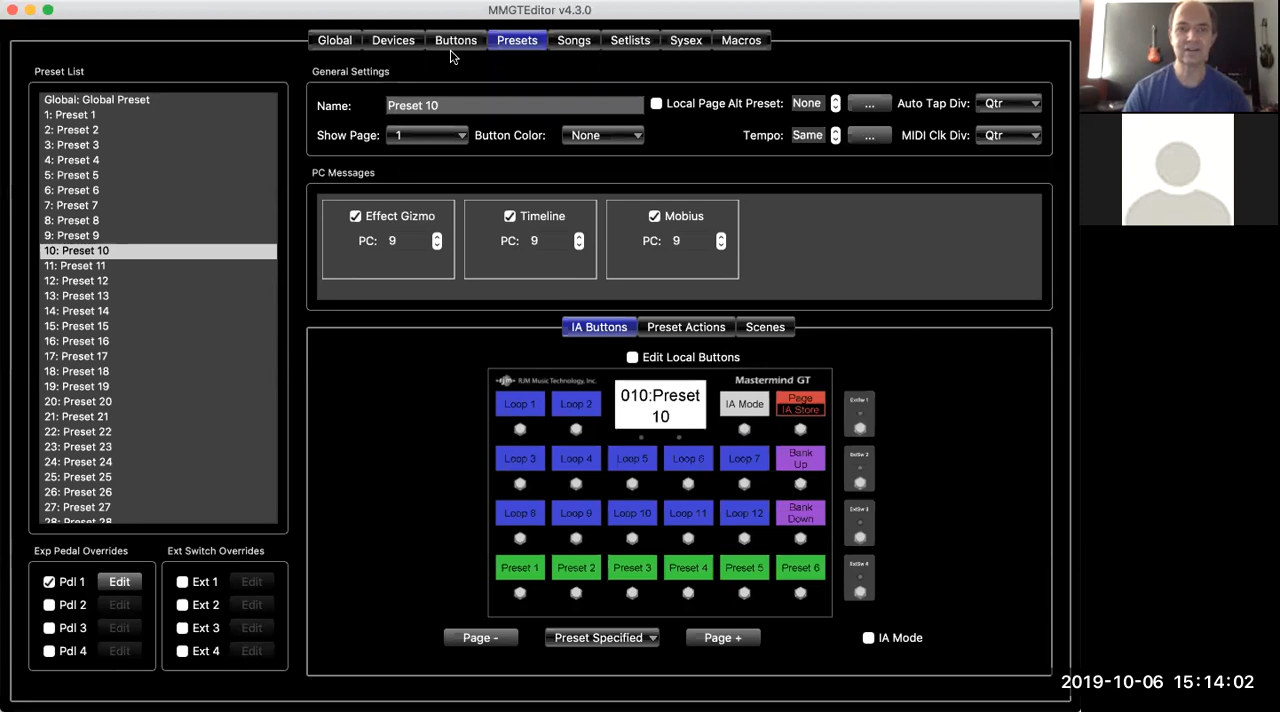 MMGTEditor v4.3.0
Global Devices Buttons Presets Songs Setlists Sysex Macros
Preset List
Global: Global Preset
1: Preset 1
2: Preset 2
3: Preset 3
4: Preset 4
5: Preset 5
6: Preset 6
7: Preset 7
8: Preset 8
9: Preset 9
10: Preset 10
11: Preset 11
12: Preset 12
13: Preset 13
14: Preset 14
15: Preset 15
16: Preset 16
17: Preset 17
18: Preset 18
19: Preset 19
20: Preset 20
21: Preset 21
22: Preset 22
23: Preset 23
24: Preset 24
25: Preset 25
26: Preset 26
27: Preset 27
28: Preset 28
General Settings
Name: Preset 10 Local Page Alt Preset: None ... Auto Tap Div: Qtr
Show Page: 1 Button Color: None Tempo: Same ... MIDI Clk Div: Qtr
PC Messages
Effect Gizmo Timeline Mobius
PC: 9 PC: 9 PC: 9
IA Buttons Preset Actions Scenes
Edit Local Buttons
RJM Music Technology, Inc. Mastermind GT
Loop 1 Loop 2 010:Preset 10 IA Mode Page IA Store ExtSw 1
Loop 3 Loop 4 Loop 5 Loop 6 Loop 7 Bank Up ExtSw 2
Loop 8 Loop 9 Loop 10 Loop 11 Loop 12 Bank Down ExtSw 3
Preset 1 Preset 2 Preset 3 Preset 4 Preset 5 Preset 6 ExtSw 4
Page - Preset Specified Page + IA Mode
Exp Pedal Overrides
Pdl 1 Edit
Pdl 2 Edit
Pdl 3 Edit
Pdl 4 Edit
Ext Switch Overrides
Ext 1 Edit
Ext 2 Edit
Ext 3 Edit
Ext 4 Edit
2019-10-06 15:14:02